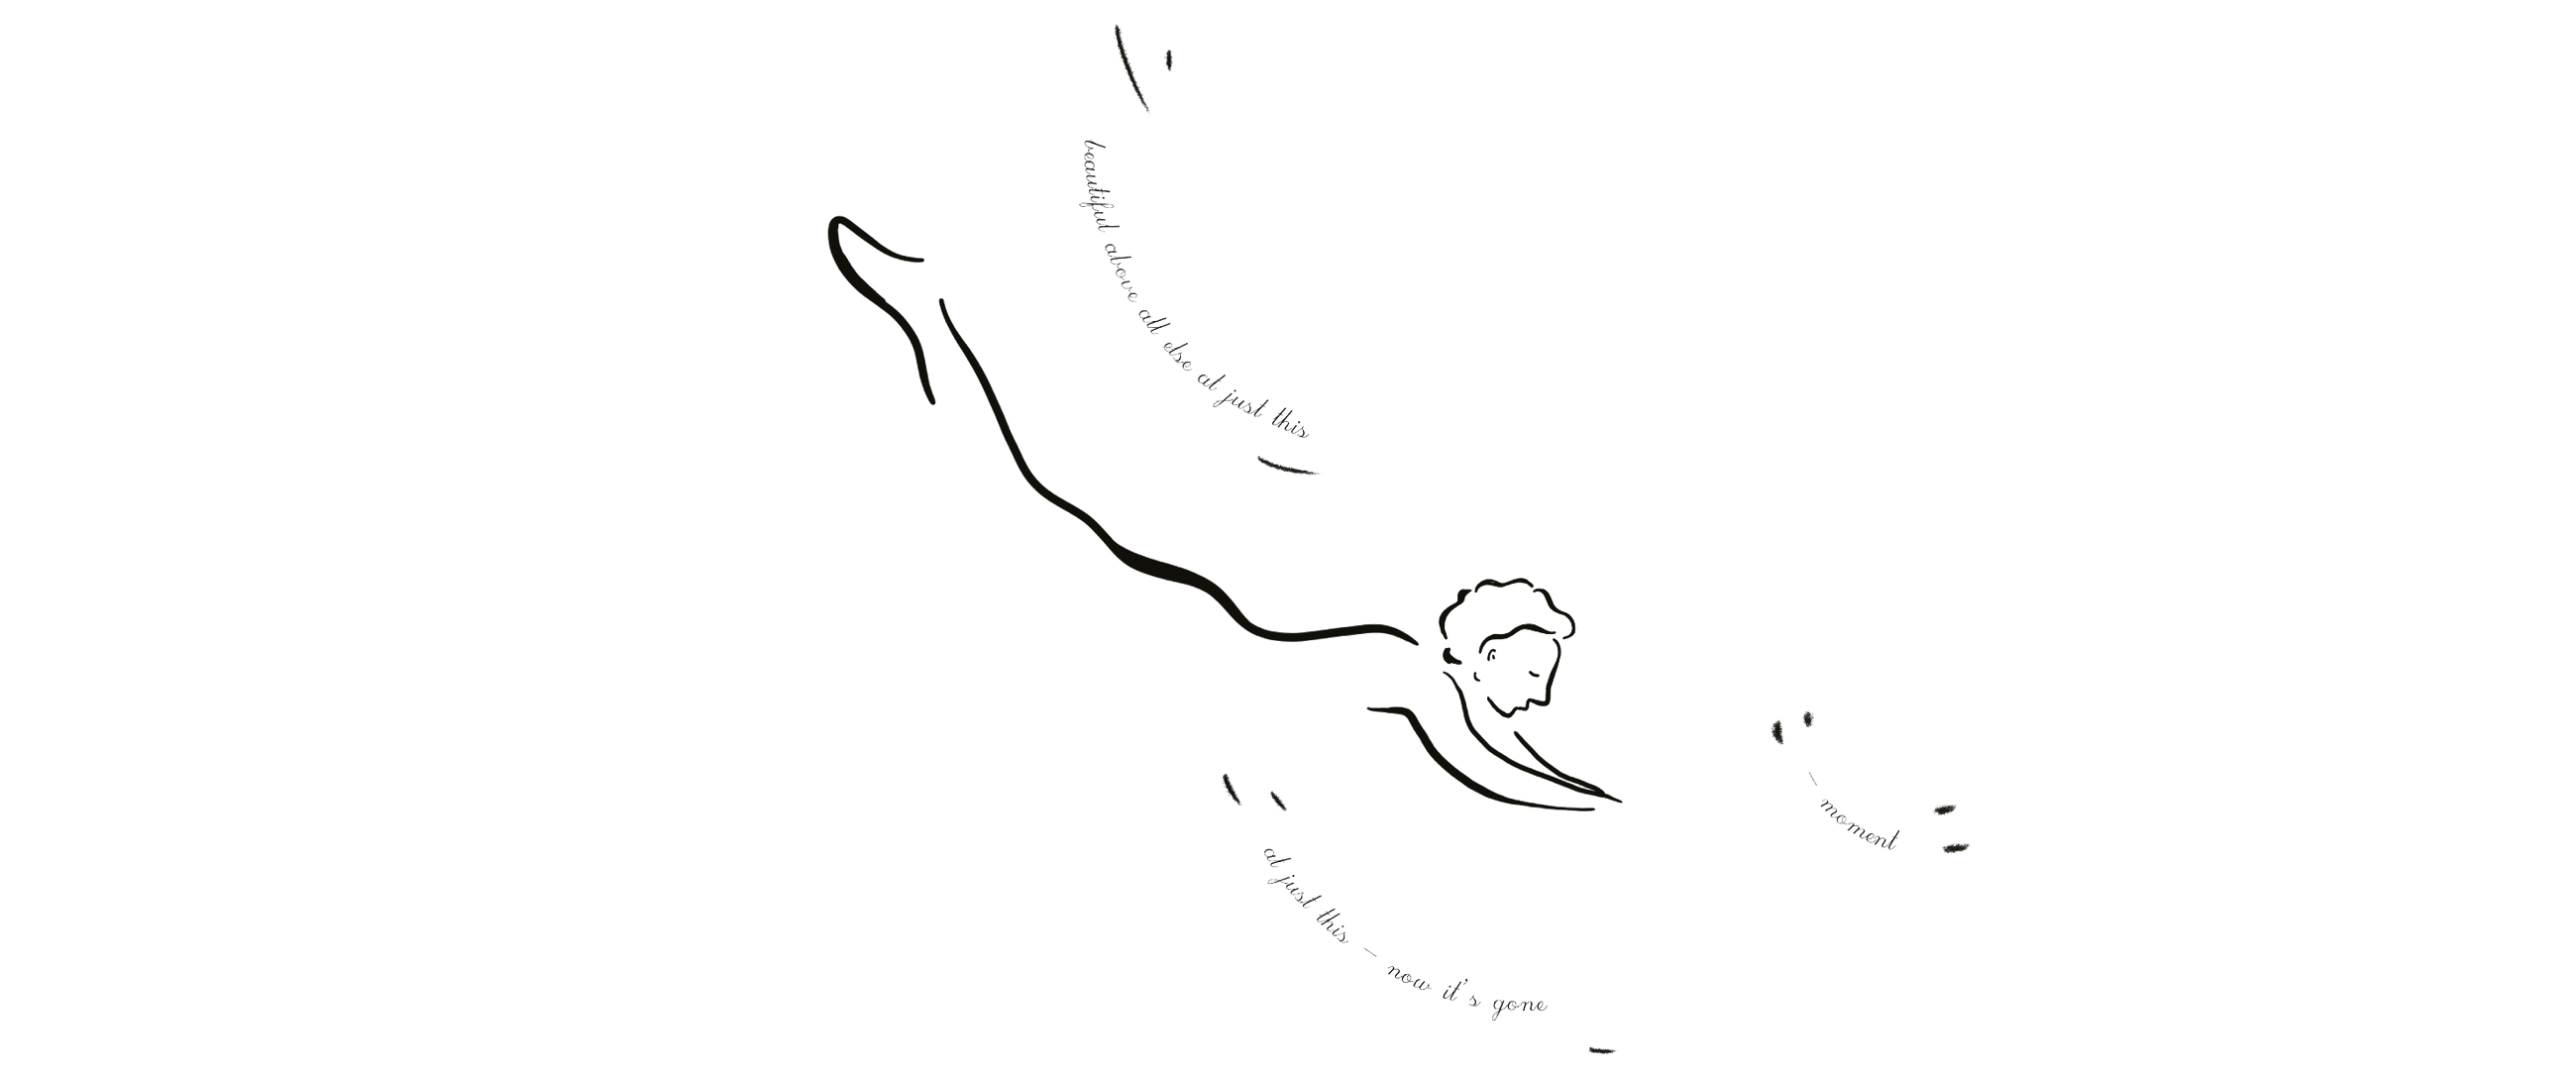 beautiful above all else at just this
at just this — now it's gone
— moment